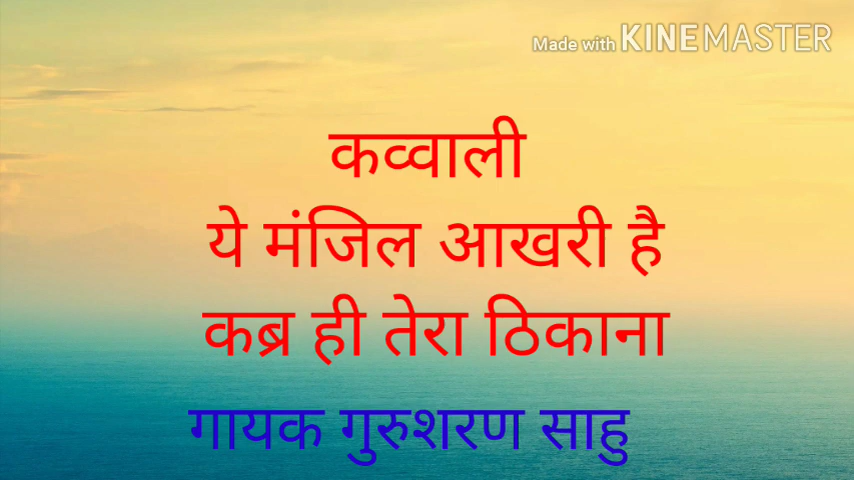 Made with KINEMASTER
कव्वाली
ये मंजिल आखरी है
कब्र ही तेरा ठिकाना
गायक गुरुशरण साहु